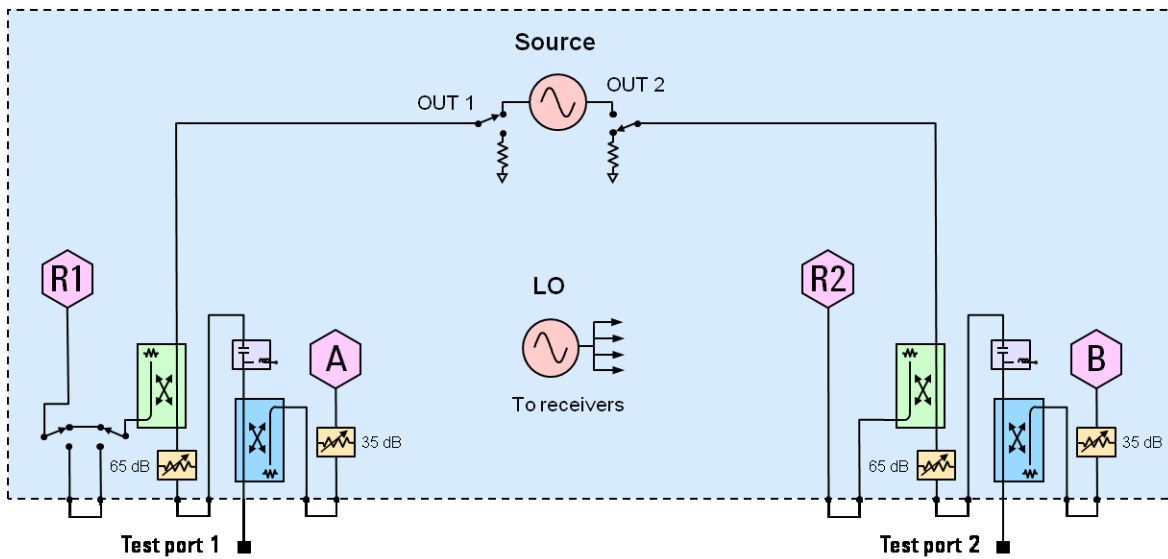 Source
OUT 1
OUT 2
R1
LO
R2
A
B
To receivers
35 dB
35 dB
65 dB
65 dB
Test port 1
Test port 2